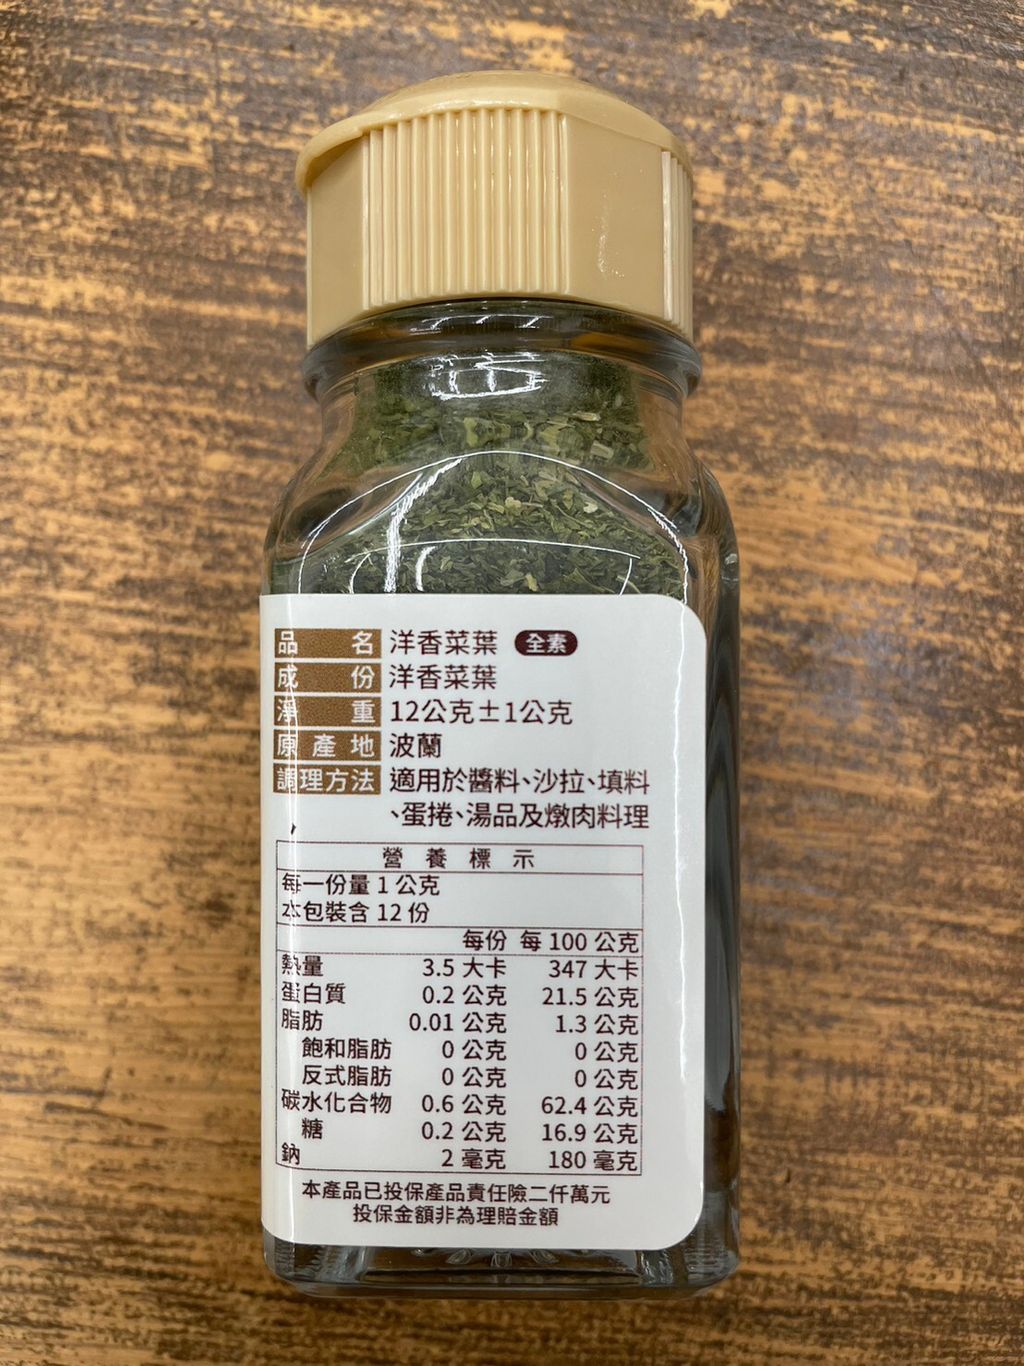 品名 洋香菜葉 全素
成份 洋香菜葉
淨重 12公克±1公克
原產地 波蘭
調理方法 適用於醬料、沙拉、填料
、蛋捲、湯品及燉肉料理
營養標示
每一份量 1 公克
本包裝含 12 份
每份 每 100 公克
熱量 3.5 大卡 347 大卡
蛋白質 0.2 公克 21.5 公克
脂肪 0.01 公克 1.3 公克
飽和脂肪 0 公克 0 公克
反式脂肪 0 公克 0 公克
碳水化合物 0.6 公克 62.4 公克
糖 0.2 公克 16.9 公克
鈉 2 毫克 180 毫克
本產品已投保產品責任險二仟萬元
投保金額非為理賠金額